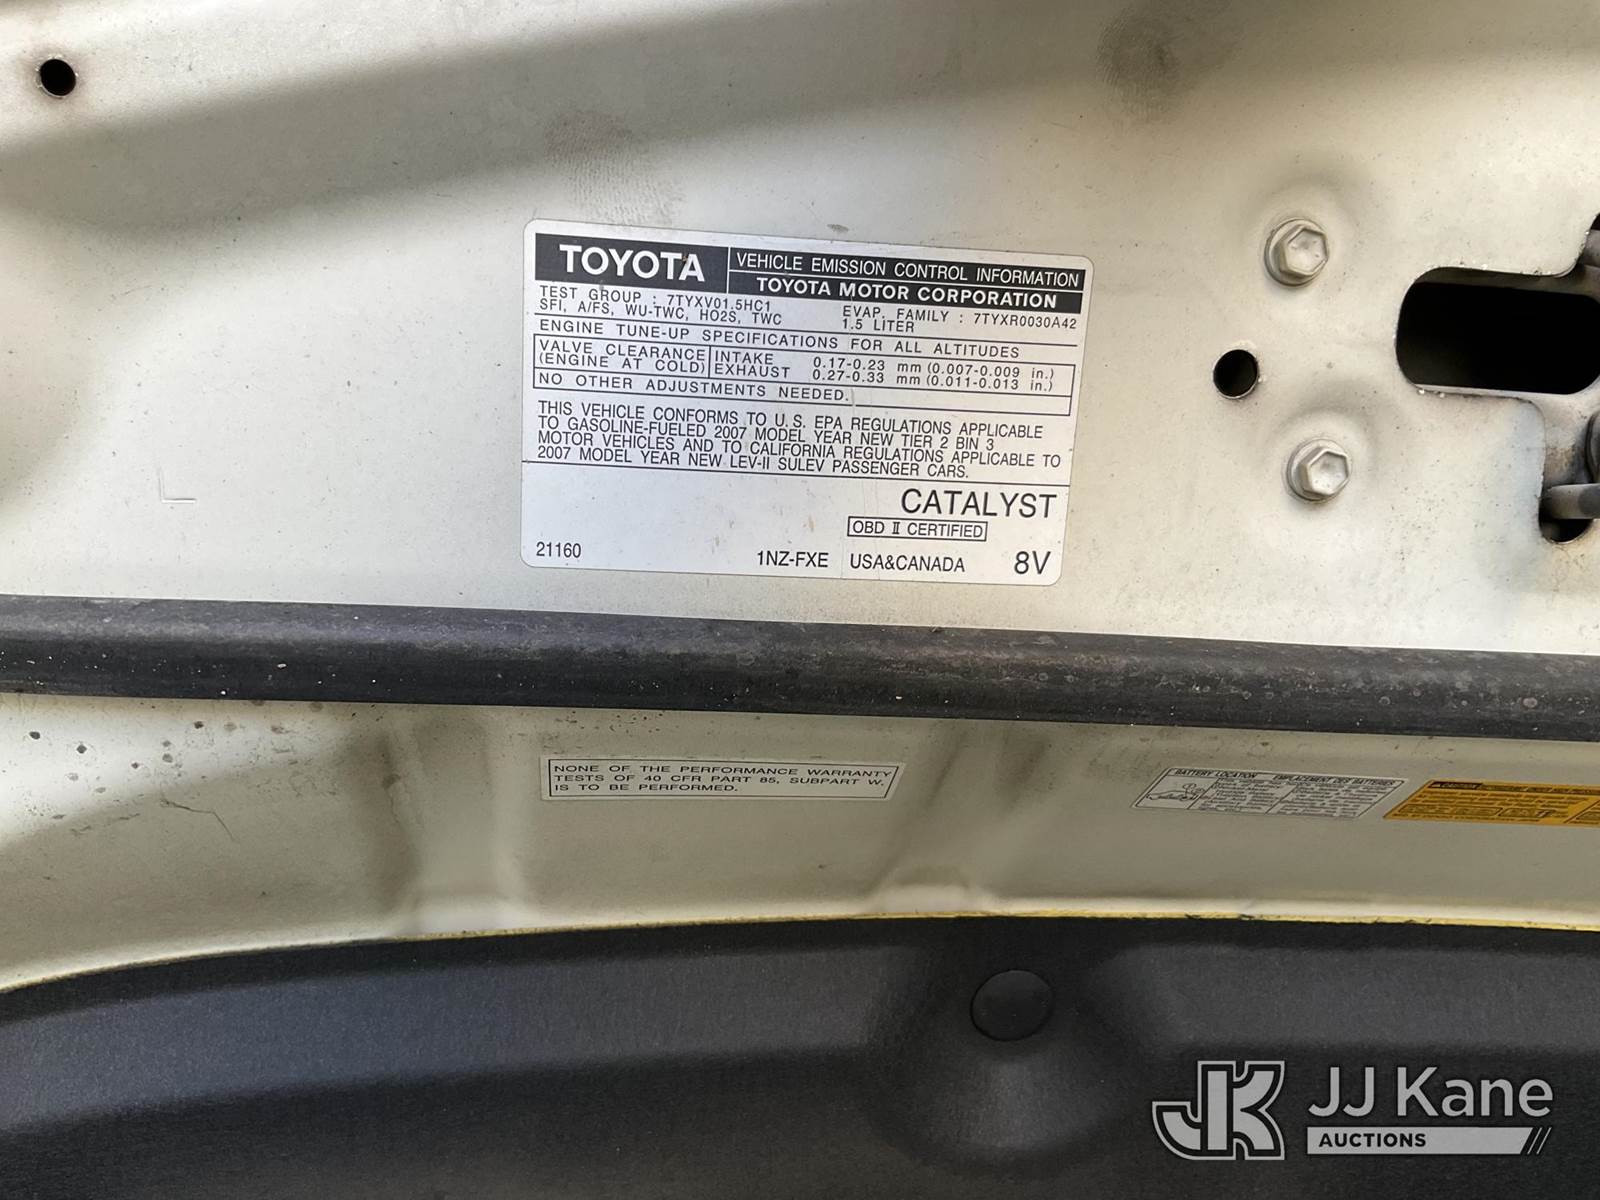 TOYOTA
VEHICLE EMISSION CONTROL INFORMATION
TOYOTA MOTOR CORPORATION
TEST GROUP : 7TYXV01.5HC1
EVAP. FAMILY : 7TYXR0030A42
SFI, A/FS, WU-TWC, HO2S, TWC
1.5 LITER
ENGINE TUNE-UP SPECIFICATIONS FOR ALL ALTITUDES
VALVE CLEARANCE INTAKE 0.17-0.23 mm (0.007-0.009 in.)
(ENGINE AT COLD) EXHAUST 0.27-0.33 mm (0.011-0.013 in.)
NO OTHER ADJUSTMENTS NEEDED.
THIS VEHICLE CONFORMS TO U.S. EPA REGULATIONS APPLICABLE
TO GASOLINE-FUELED 2007 MODEL YEAR NEW TIER 2 BIN 3
MOTOR VEHICLES AND TO CALIFORNIA REGULATIONS APPLICABLE TO
2007 MODEL YEAR NEW LEV-II SULEV PASSENGER CARS.
CATALYST
OBD II CERTIFIED
21160 1NZ-FXE USA&CANADA 8V
NONE OF THE PERFORMANCE WARRANTY
TESTS OF 40 CFR PART 85, SUBPART W,
IS TO BE PERFORMED.
BATTERY LOCATION EMPLACEMENT DES BATTERIES
CAUTION
JK JJ Kane
AUCTIONS